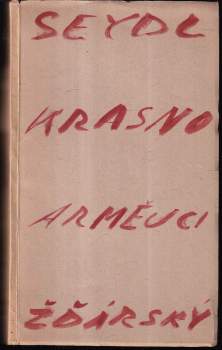 SEYDL
KRASNO
ARMĚJCI
ŽĎÁRSKÝ